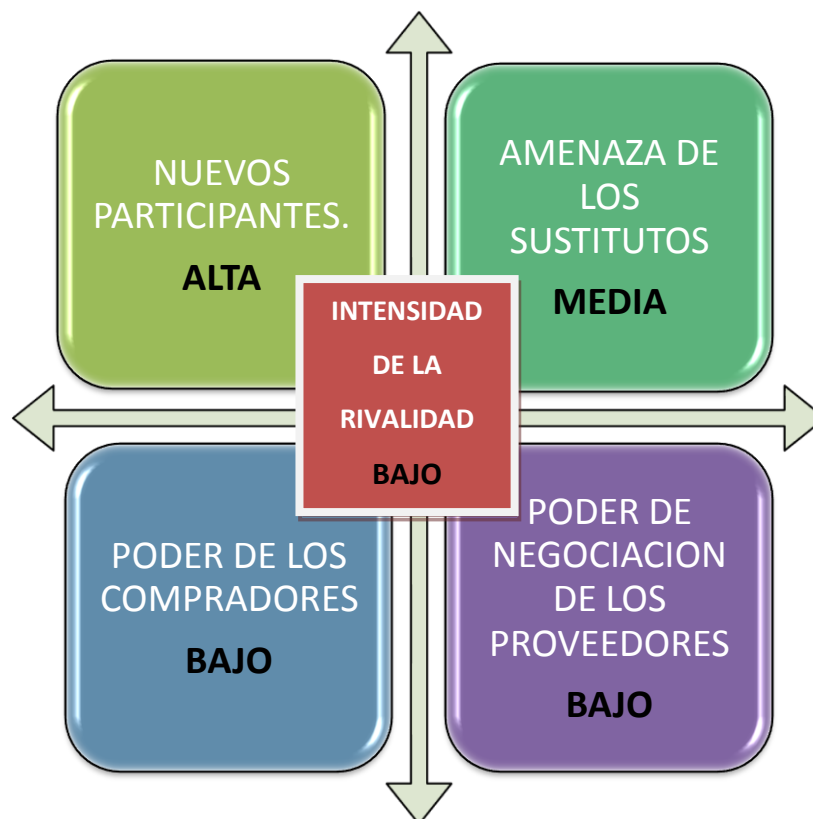 NUEVOS
PARTICIPANTES.
ALTA
AMENAZA DE
LOS
SUSTITUTOS
MEDIA
INTENSIDAD
DE LA
RIVALIDAD
BAJO
PODER DE LOS
COMPRADORES
BAJO
PODER DE
NEGOCIACION
DE LOS
PROVEEDORES
BAJO